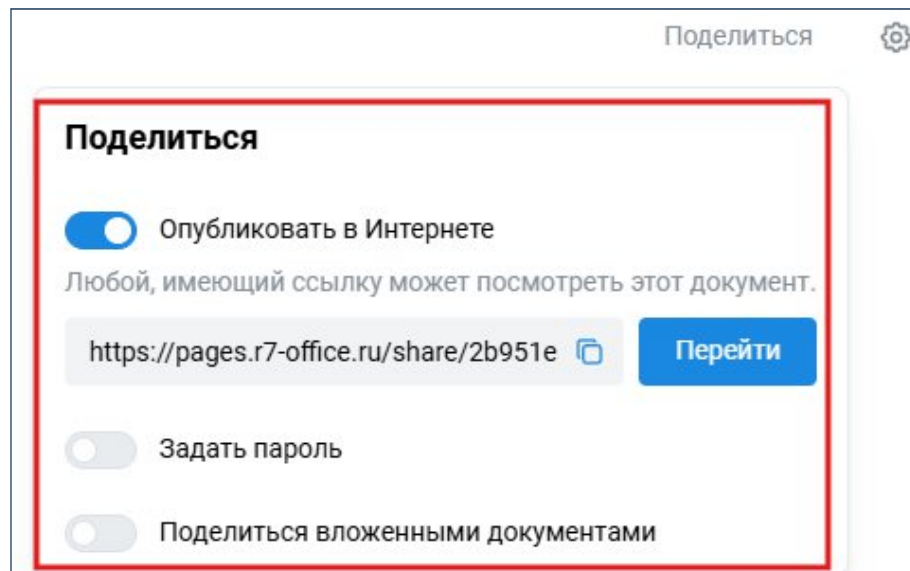 Поделиться
Поделиться
Опубликовать в Интернете
Любой, имеющий ссылку может посмотреть этот документ.
https://pages.r7-office.ru/share/2b951e Перейти
Задать пароль
Поделиться вложенными документами